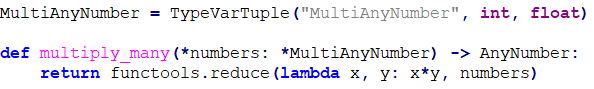 MultiAnyNumber = TypeVarTuple("MultiAnyNumber", int, float)
def multiply_many(*numbers: *MultiAnyNumber) -> AnyNumber:
    return functools.reduce(lambda x, y: x*y, numbers)